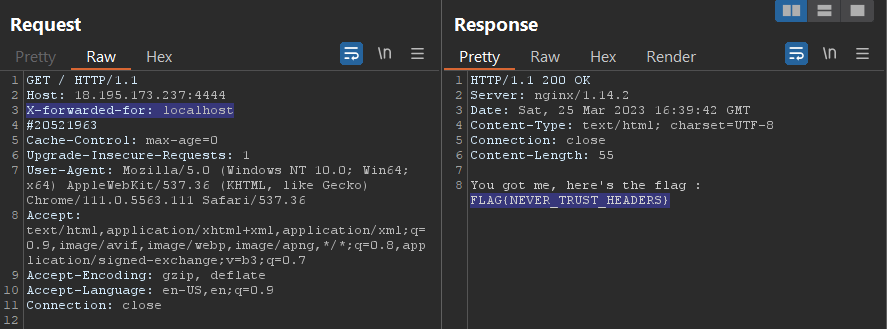 Request
Pretty Raw Hex \n
1 GET / HTTP/1.1
2 Host: 18.195.173.237:4444
3 X-forwarded-for: localhost
4 #20521963
5 Cache-Control: max-age=0
6 Upgrade-Insecure-Requests: 1
7 User-Agent: Mozilla/5.0 (Windows NT 10.0; Win64;
x64) AppleWebKit/537.36 (KHTML, like Gecko)
Chrome/111.0.5563.111 Safari/537.36
8 Accept:
text/html,application/xhtml+xml,application/xml;q=
0.9,image/avif,image/webp,image/apng,*/*;q=0.8,app
lication/signed-exchange;v=b3;q=0.7
9 Accept-Encoding: gzip, deflate
10 Accept-Language: en-US,en;q=0.9
11 Connection: close
12
Response
Pretty Raw Hex Render \n
1 HTTP/1.1 200 OK
2 Server: nginx/1.14.2
3 Date: Sat, 25 Mar 2023 16:39:42 GMT
4 Content-Type: text/html; charset=UTF-8
5 Connection: close
6 Content-Length: 55
7
8 You got me, here's the flag :
FLAG{NEVER_TRUST_HEADERS}